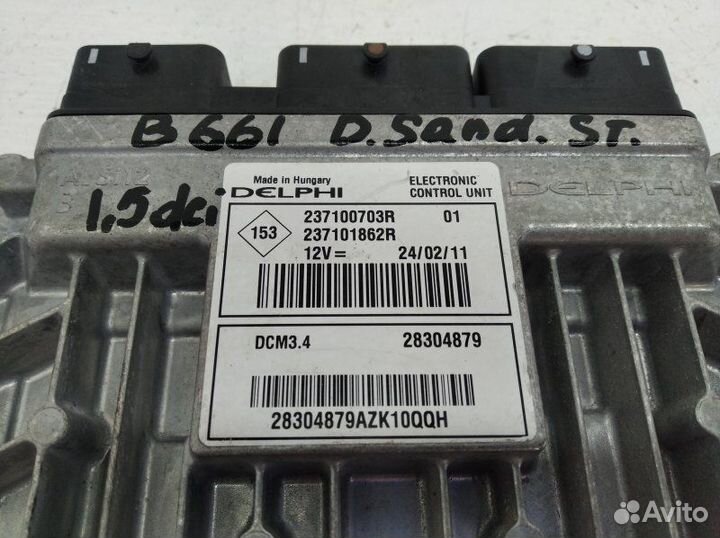 B661 D.Sand. ST.
1,5dci
Made in Hungary
DELPHI
ELECTRONIC
CONTROL UNIT
153
237100703R 01
237101862R
12V= 24/02/11
DCM3.4 28304879
28304879AZK10QQH
DELPHI
Avito